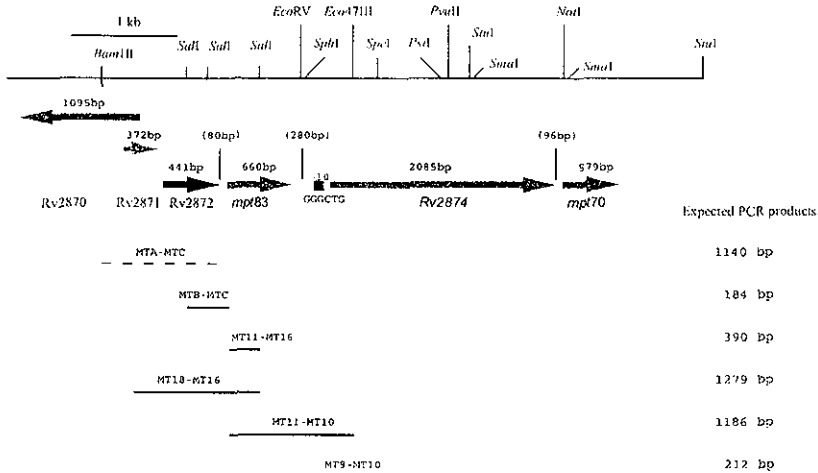 1 kb
EcoRV Eco47III PvuII NotI
BamHI SalI SalI SalI SphI SpeI PstI StuI SmaI SmaI StuI
1095bp
372bp (80bp) (280bp) (96bp)
441bp 660bp -10 2085bp 579bp
GGGCTG
Rv2870 Rv2871 Rv2872 mpt83 Rv2874 mpt70
Expected PCR products
MTA-MTC 1140 bp
MTB-MTC 184 bp
MT11-MT16 390 bp
MT18-MT16 1279 bp
MT11-MT10 1186 bp
MT9-MT10 212 bp